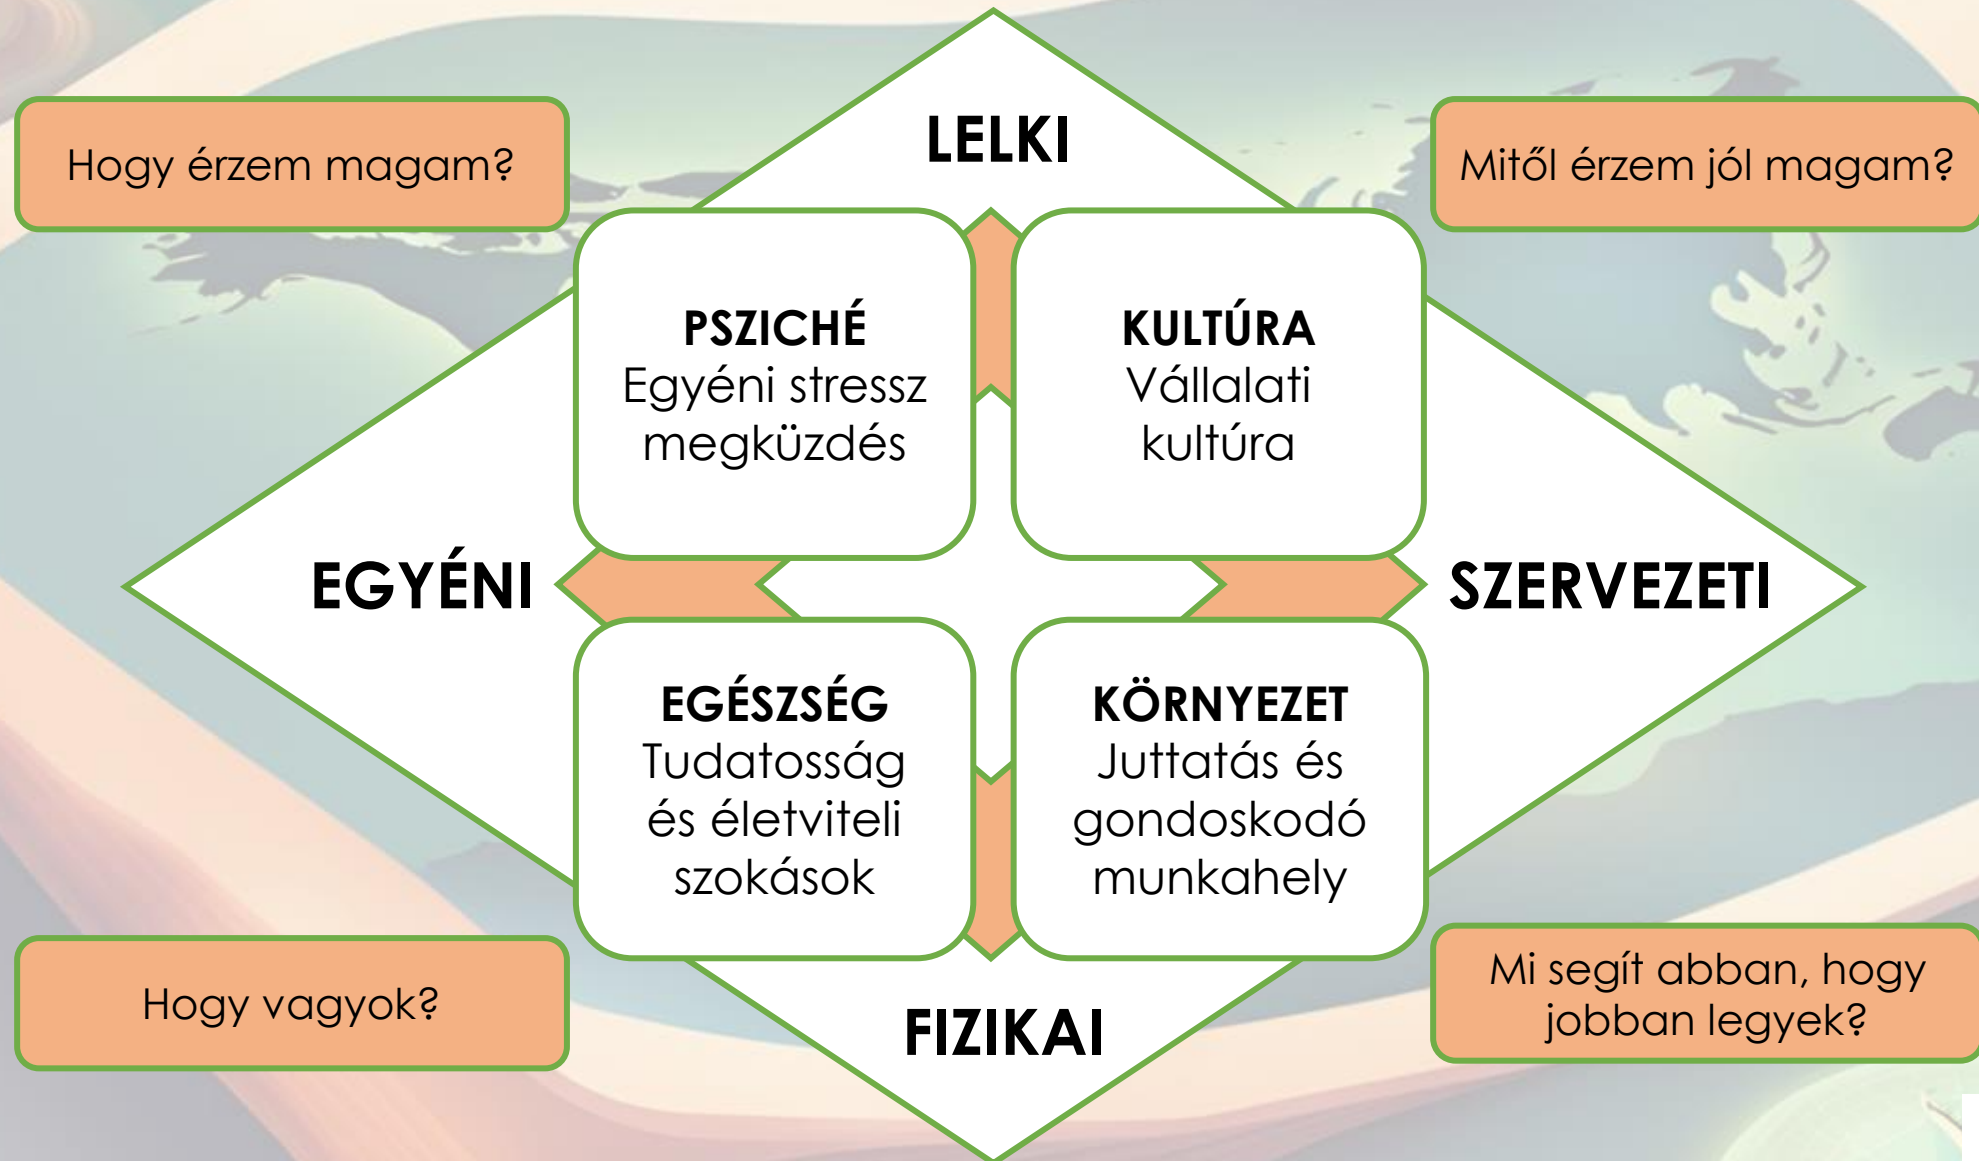 LELKI
Hogy érzem magam?
Mitől érzem jól magam?
PSZICHÉ
Egyéni stressz
megküzdés
KULTÚRA
Vállalati
kultúra
EGYÉNI
SZERVEZETI
EGÉSZSÉG
Tudatosság
és életviteli
szokások
KÖRNYEZET
Juttatás és
gondoskodó
munkahely
Hogy vagyok?
Mi segít abban, hogy
jobban legyek?
FIZIKAI